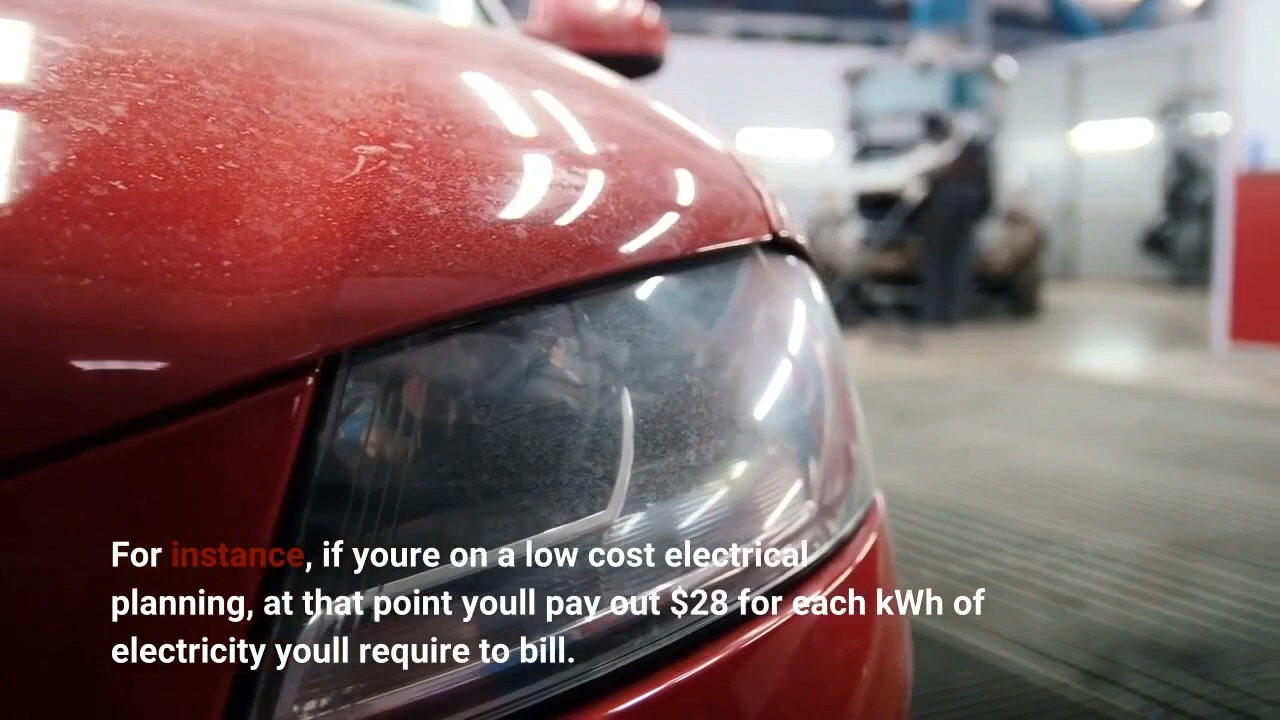 For instance, if youre on a low cost electrical
planning, at that point youll pay out $28 for each kWh of
electricity youll require to bill.